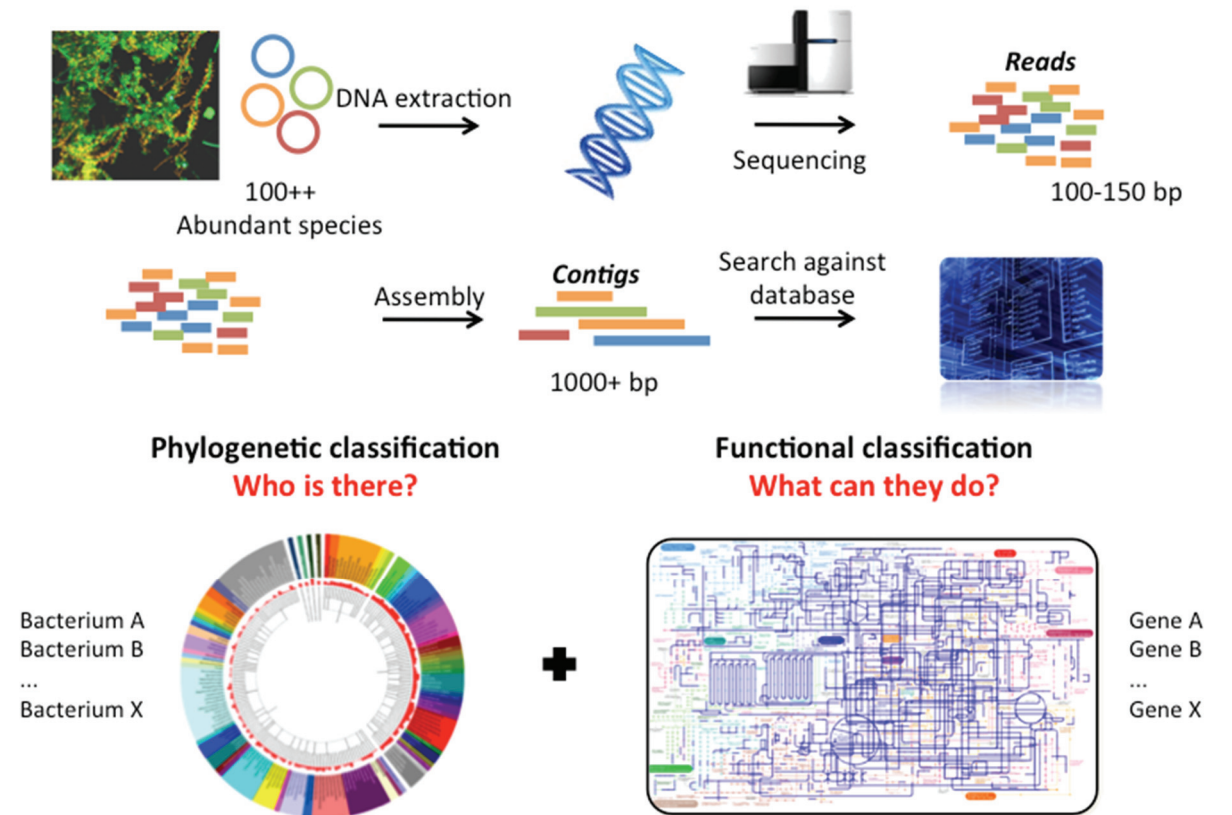 DNA extraction
100++
Abundant species
Sequencing
Reads
100-150 bp
Assembly
Contigs
1000+ bp
Search against
database
Phylogenetic classification
Who is there?
Functional classification
What can they do?
Bacterium A
Bacterium B
...
Bacterium X
Gene A
Gene B
...
Gene X